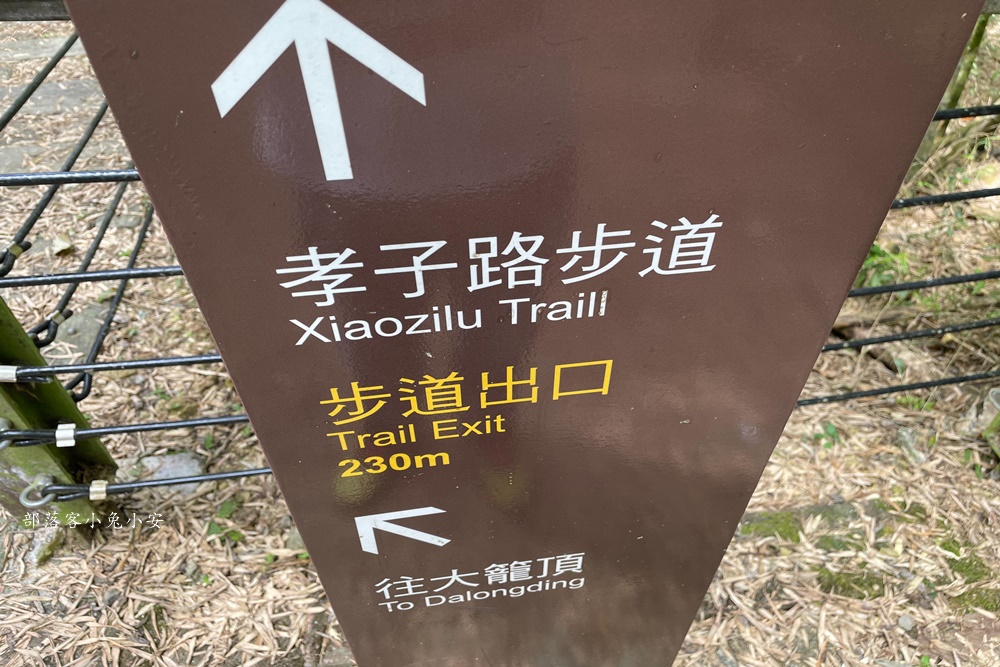 孝子路步道
Xiaozilu Trail
步道出口
Trail Exit
230m
往大籠頂
To Dalongding
部落客小兔小安